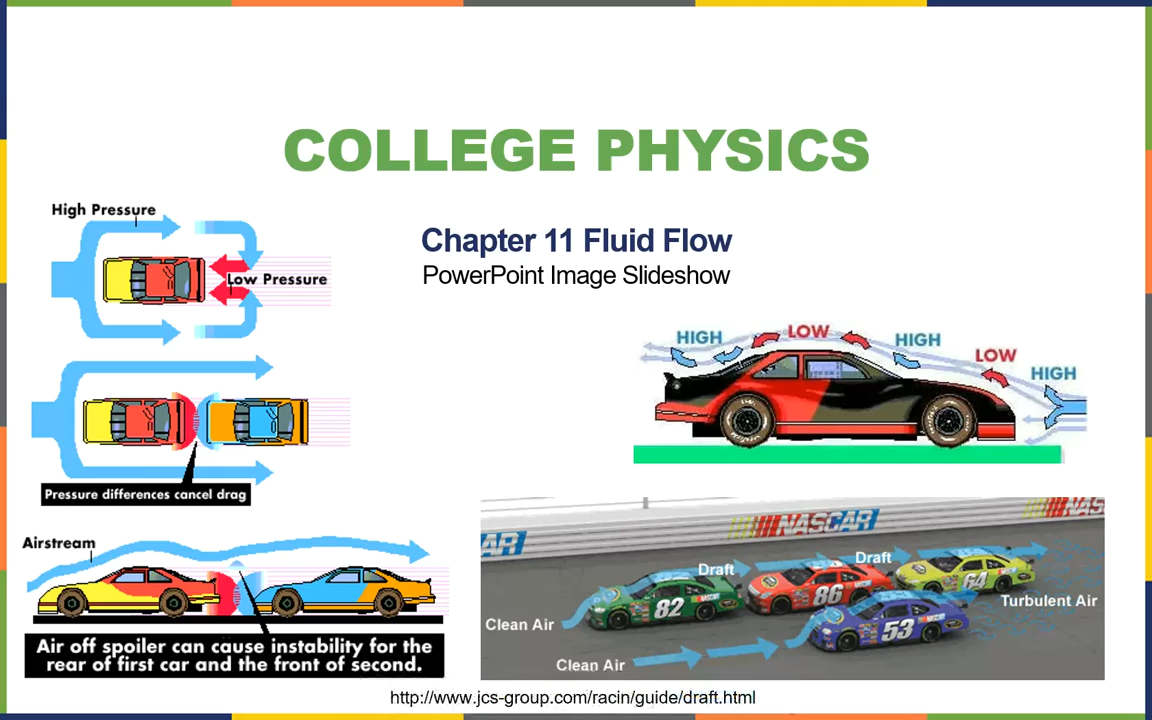 COLLEGE PHYSICS
Chapter 11 Fluid Flow
PowerPoint Image Slideshow
High Pressure
Low Pressure
Pressure differences cancel drag
Airstream
Air off spoiler can cause instability for the
rear of first car and the front of second.
HIGH
LOW
HIGH
LOW
HIGH
AR
NASCAR
NAS
Draft
Draft
82
86
64
53
Clean Air
Turbulent Air
Clean Air
http://www.jcs-group.com/racin/guide/draft.html